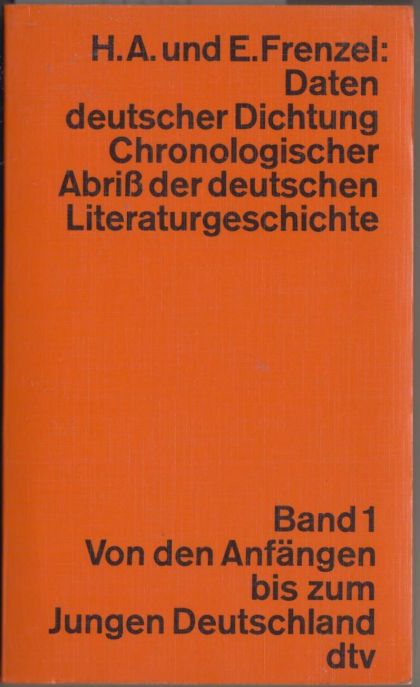 H. A. und E. Frenzel:
Daten
deutscher Dichtung
Chronologischer
Abriß der deutschen
Literaturgeschichte
Band 1
Von den Anfängen
bis zum
Jungen Deutschland
dtv